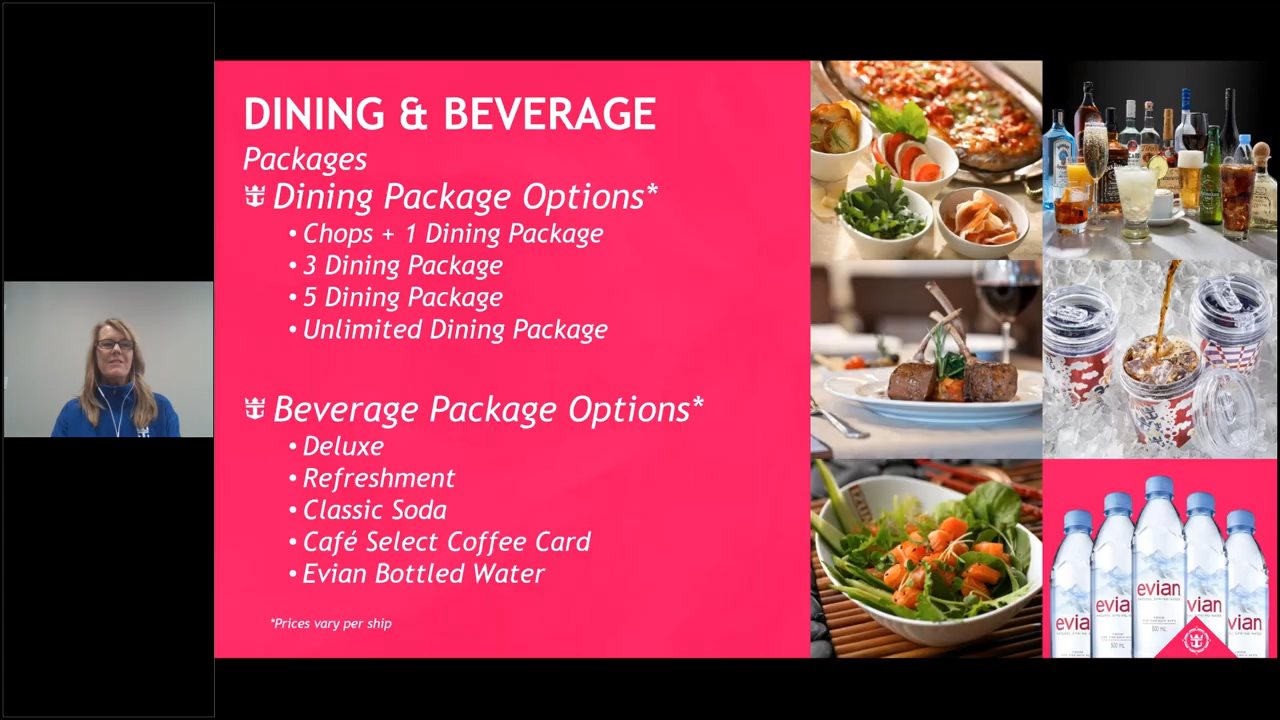 DINING & BEVERAGE
Packages
Dining Package Options*
• Chops + 1 Dining Package
• 3 Dining Package
• 5 Dining Package
• Unlimited Dining Package
Beverage Package Options*
• Deluxe
• Refreshment
• Classic Soda
• Café Select Coffee Card
• Evian Bottled Water
*Prices vary per ship
evian
evian
evian
evian
evian